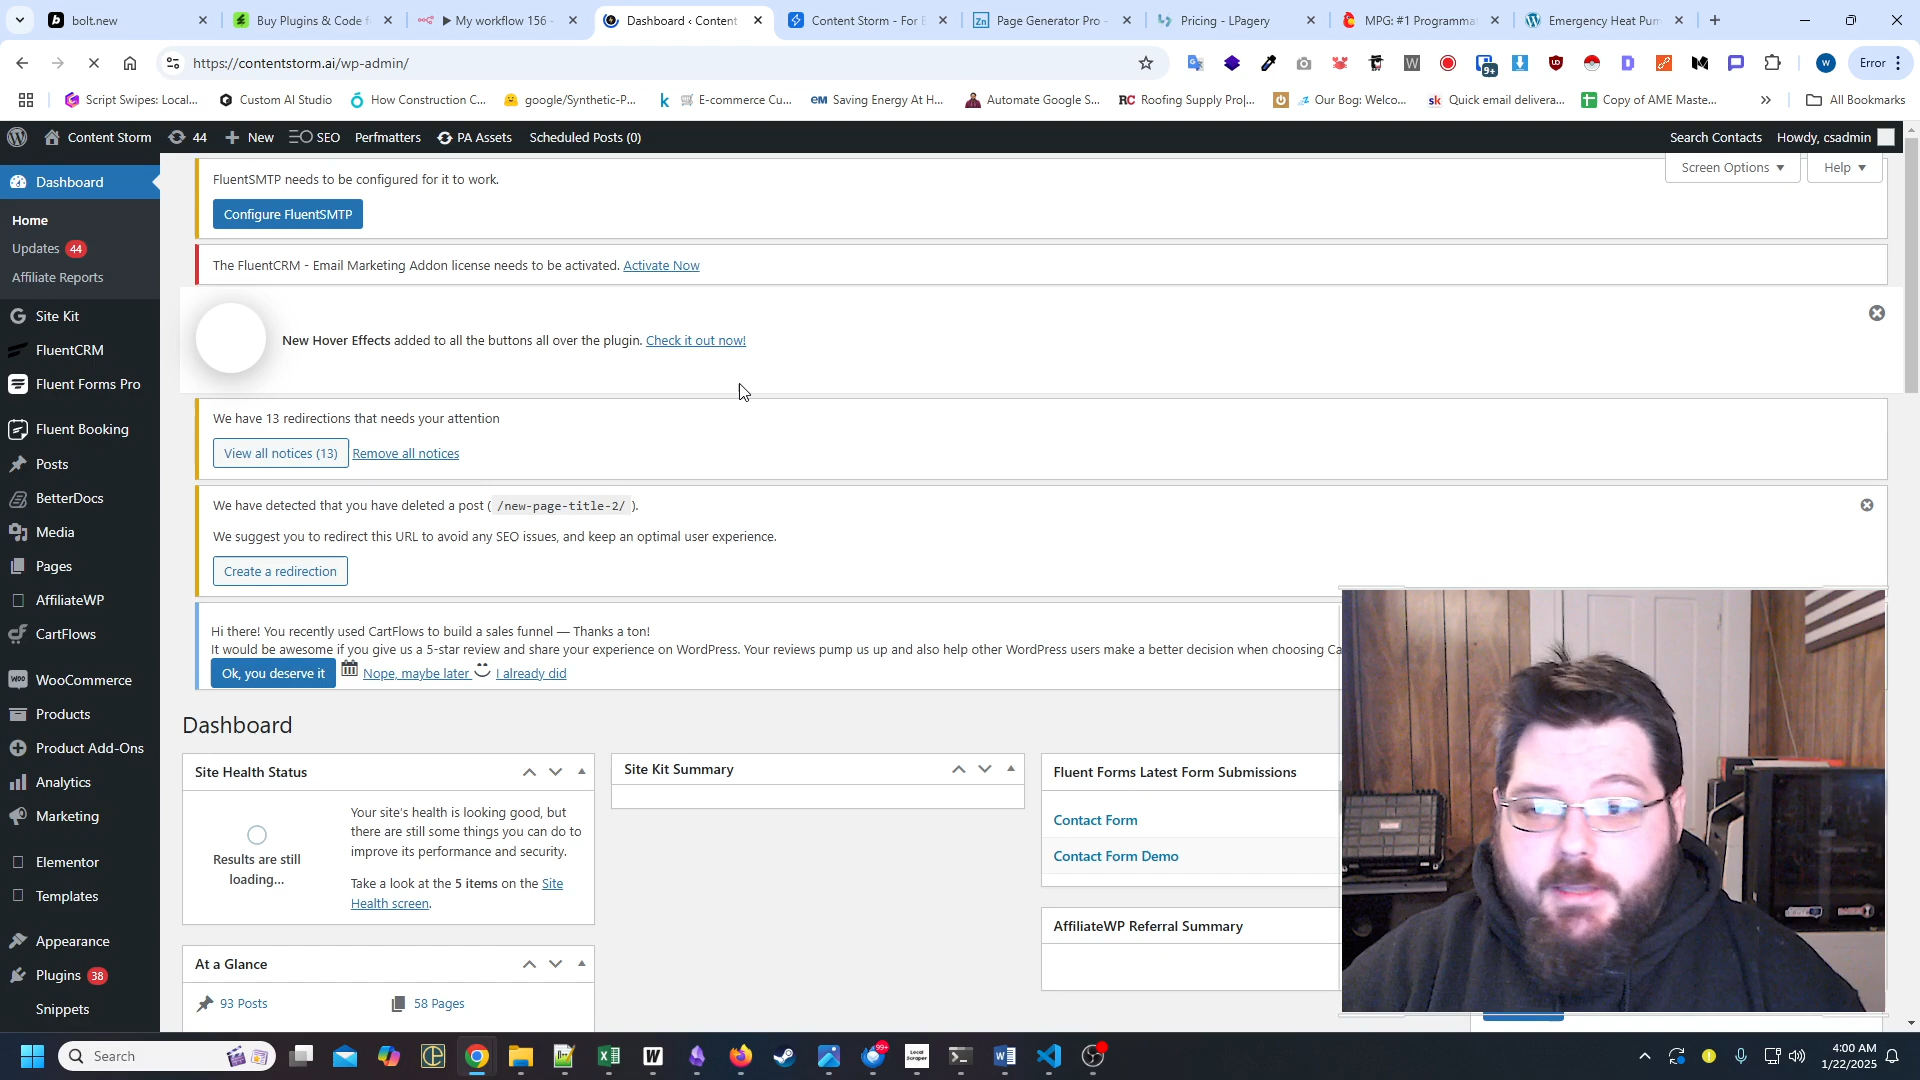 bolt.new
Buy Plugins & Code f
▶ My workflow 156 -
Dashboard ‹ Content
Content Storm - For E
Page Generator Pro -
Pricing - LPagery
MPG: #1 Programma
Emergency Heat Pum
https://contentstorm.ai/wp-admin/
9+
Error
Script Swipes: Local...
Custom AI Studio
How Construction C...
google/Synthetic-P...
E-commerce Cu...
Saving Energy At H...
Automate Google S...
Roofing Supply Pro|...
Our Bog: Welco...
Quick email delivera...
Copy of AME Maste...
All Bookmarks
Content Storm
44
New
SEO
Perfmatters
PA Assets
Scheduled Posts (0)
Search Contacts
Howdy, csadmin
Screen Options
Help
Dashboard
Home
Updates 44
Affiliate Reports
Site Kit
FluentCRM
Fluent Forms Pro
Fluent Booking
Posts
BetterDocs
Media
Pages
AffiliateWP
CartFlows
WooCommerce
Products
Product Add-Ons
Analytics
Marketing
Elementor
Templates
Appearance
Plugins 38
Snippets
FluentSMTP needs to be configured for it to work.
Configure FluentSMTP
The FluentCRM - Email Marketing Addon license needs to be activated. Activate Now
New Hover Effects added to all the buttons all over the plugin. Check it out now!
We have 13 redirections that needs your attention
View all notices (13) Remove all notices
We have detected that you have deleted a post ( /new-page-title-2/ ).
We suggest you to redirect this URL to avoid any SEO issues, and keep an optimal user experience.
Create a redirection
Hi there! You recently used CartFlows to build a sales funnel — Thanks a ton!
It would be awesome if you give us a 5-star review and share your experience on WordPress. Your reviews pump us up and also help other WordPress users make a better decision when choosing Ca
Ok, you deserve it Nope, maybe later I already did
Dashboard
Site Health Status
Results are still
loading...
Your site's health is looking good, but
there are still some things you can do to
improve its performance and security.
Take a look at the 5 items on the Site
Health screen.
At a Glance
93 Posts
58 Pages
Site Kit Summary
Fluent Forms Latest Form Submissions
Contact Form
Contact Form Demo
AffiliateWP Referral Summary
Search
99+
4:00 AM
1/22/2025